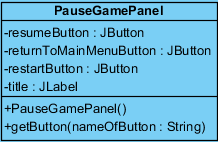 PauseGamePanel
-resumeButton : JButton
-returnToMainMenuButton : JButton
-restartButton : JButton
-title : JLabel
+PauseGamePanel()
+getButton(nameOfButton : String)